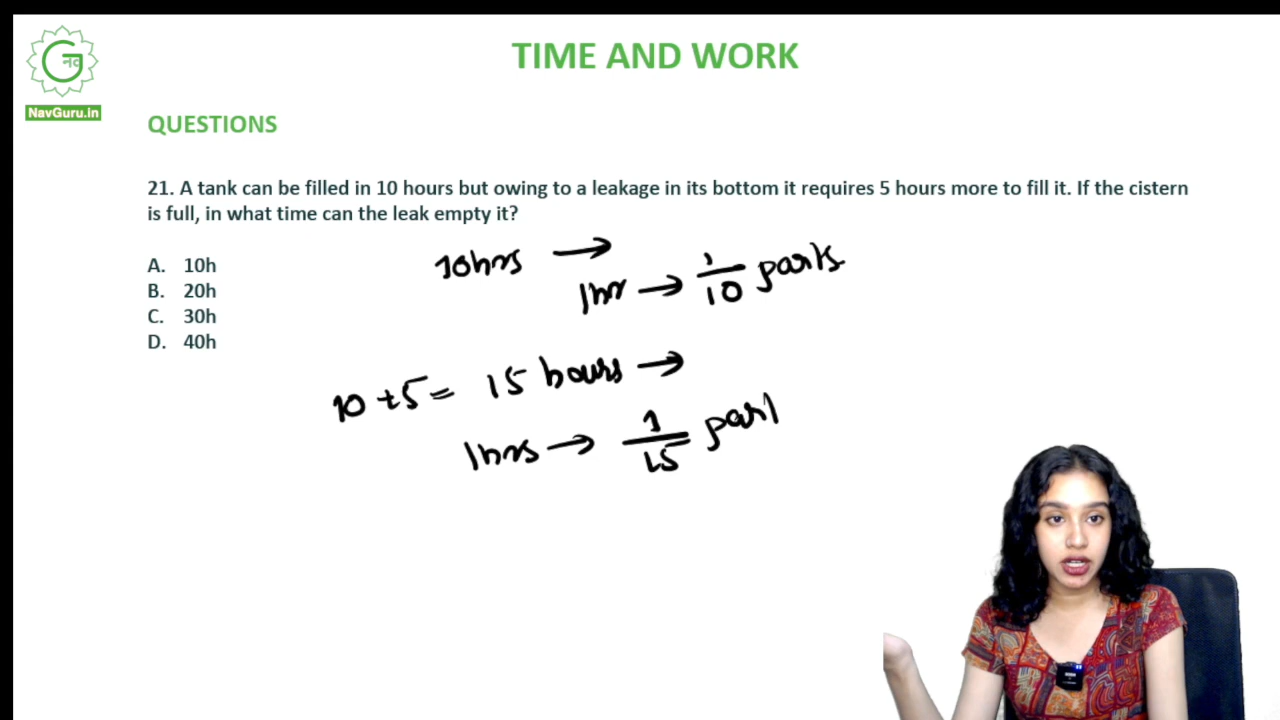 TIME AND WORK
नव
NavGuru.in
QUESTIONS
21. A tank can be filled in 10 hours but owing to a leakage in its bottom it requires 5 hours more to fill it. If the cistern
is full, in what time can the leak empty it?
A. 10h
B. 20h
C. 30h
D. 40h
10hrs →
1hr → 1/10 parts
10 + 5 = 15 hours →
1hrs → 1/15 part